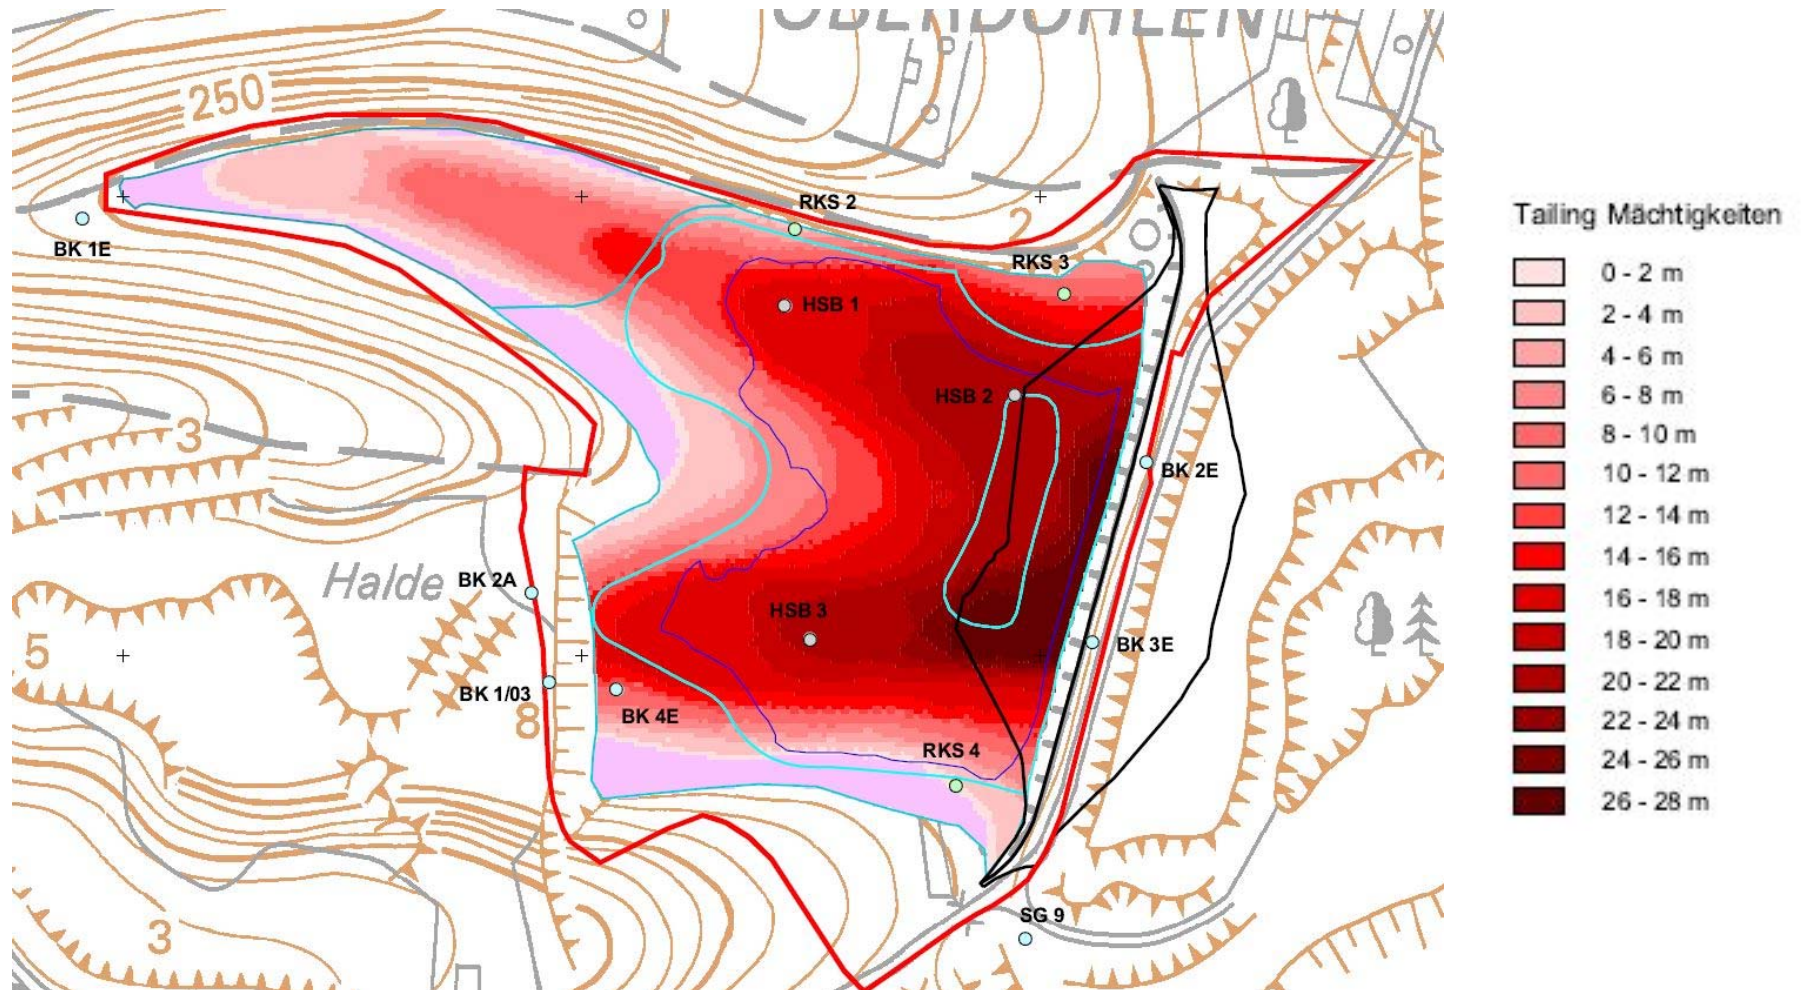 OBERDÖHLEN
250
RKS 2
2
BK 1E
RKS 3
HSB 1
HSB 2
3
BK 2E
Halde
BK 2A
HSB 3
5
BK 3E
BK 1/03
8
BK 4E
RKS 4
SG 9
3
Tailing Mächtigkeiten
0 - 2 m
2 - 4 m
4 - 6 m
6 - 8 m
8 - 10 m
10 - 12 m
12 - 14 m
14 - 16 m
16 - 18 m
18 - 20 m
20 - 22 m
22 - 24 m
24 - 26 m
26 - 28 m